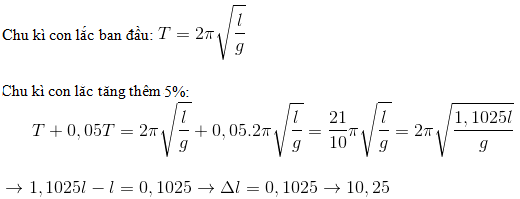 Chu kì con lắc ban đầu: T = 2π√(l/g)
Chu kì con lăc tăng thêm 5%:
T + 0,05T = 2π√(l/g) + 0,05.2π√(l/g) = 21/10 π√(l/g) = 2π√(1,1025l/g)
→ 1,1025l − l = 0,1025 → Δl = 0,1025 → 10,25